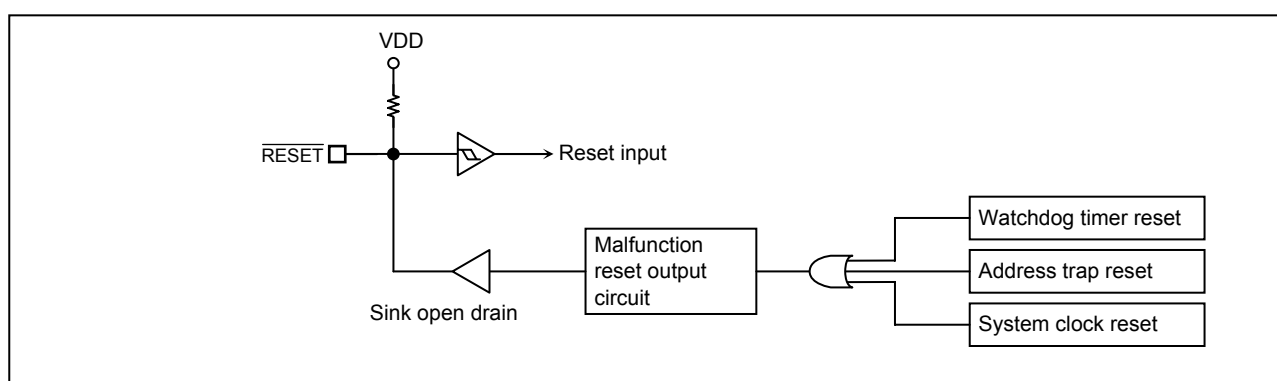 VDD
RESET
Reset input
Watchdog timer reset
Malfunction
reset output
circuit
Address trap reset
Sink open drain
System clock reset